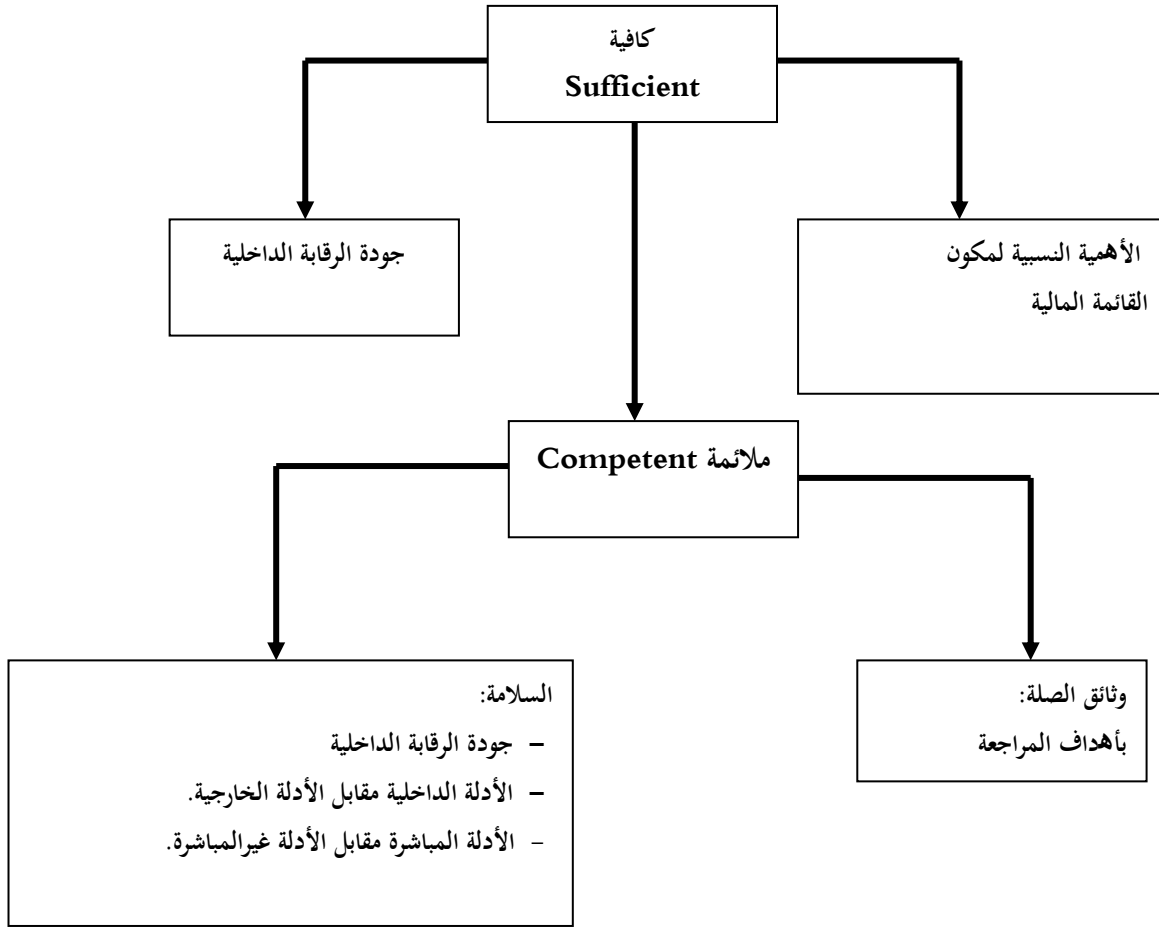 كافية
Sufficient
الأهمية النسبية لمكون
القائمة المالية
جودة الرقابة الداخلية
ملائمة Competent
وثائق الصلة:
بأهداف المراجعة
السلامة:
– جودة الرقابة الداخلية
– الأدلة الداخلية مقابل الأدلة الخارجية.
- الأدلة المباشرة مقابل الأدلة غيرالمباشرة.